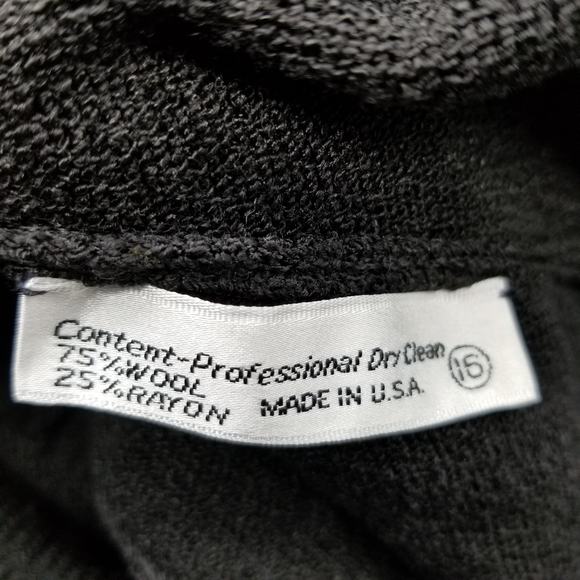 Content-Professional Dry Clean
75%WOOL
25%RAYON MADE IN U.S.A.
16